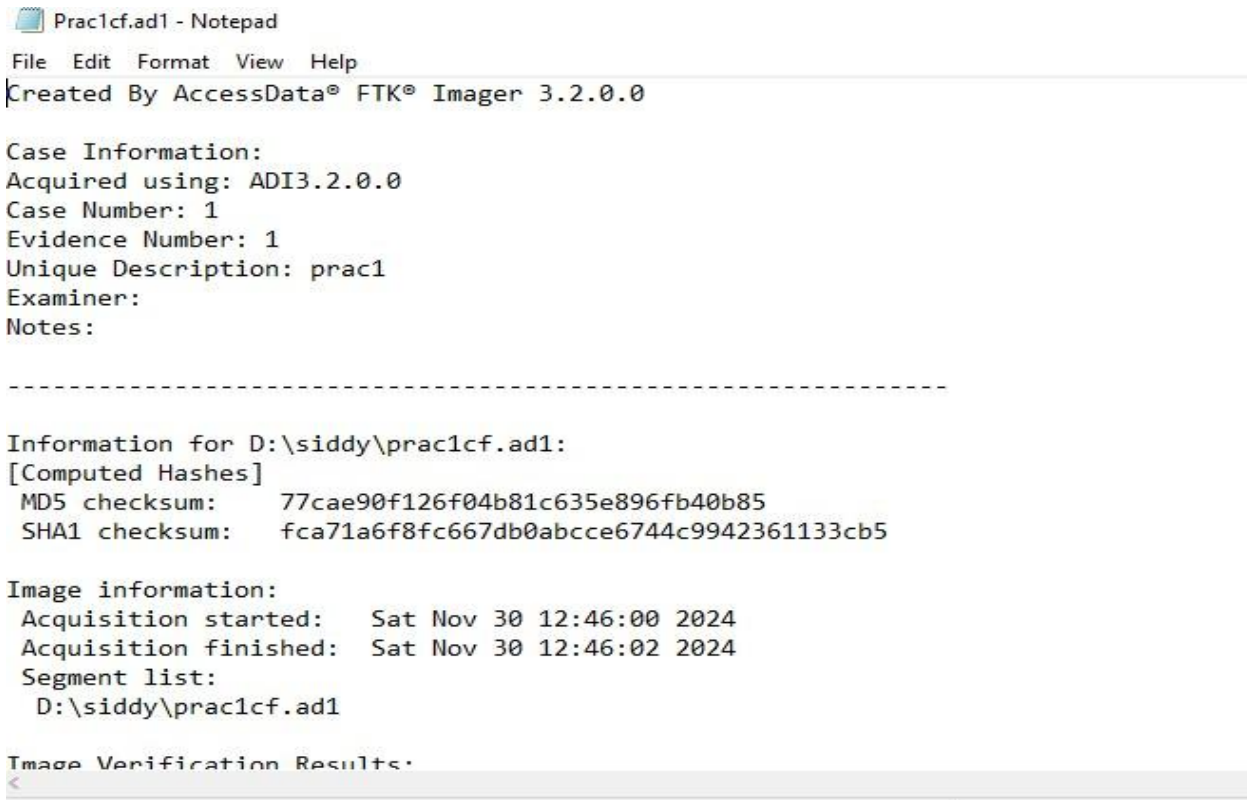 Prac1cf.ad1 - Notepad
File Edit Format View Help
Created By AccessData® FTK® Imager 3.2.0.0
Case Information:
Acquired using: ADI3.2.0.0
Case Number: 1
Evidence Number: 1
Unique Description: prac1
Examiner:
Notes:
--------------------------------------------------------------
Information for D:\siddy\prac1cf.ad1:
[Computed Hashes]
MD5 checksum: 77cae90f126f04b81c635e896fb40b85
SHA1 checksum: fca71a6f8fc667db0abcce6744c9942361133cb5
Image information:
Acquisition started: Sat Nov 30 12:46:00 2024
Acquisition finished: Sat Nov 30 12:46:02 2024
Segment list:
D:\siddy\prac1cf.ad1
Image Verification Results: